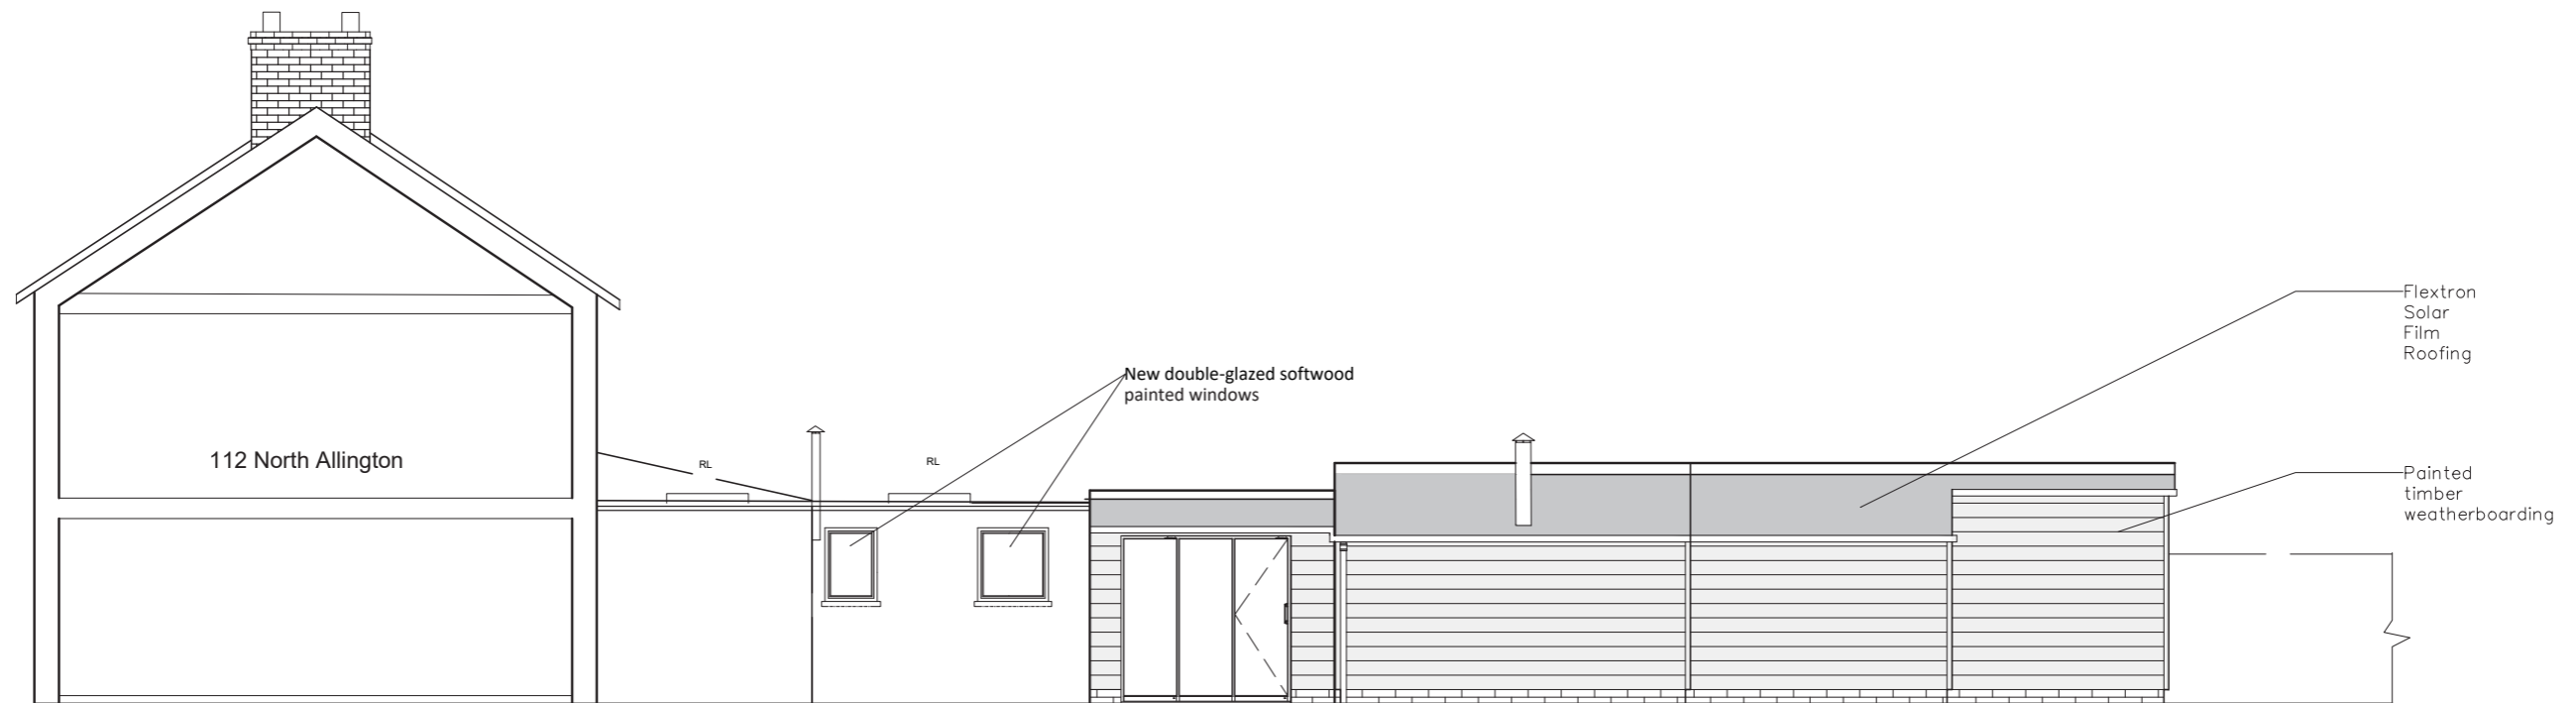 Flextron
Solar
Film
Roofing
New double-glazed softwood
painted windows
112 North Allington
RL
RL
Painted
timber
weatherboarding